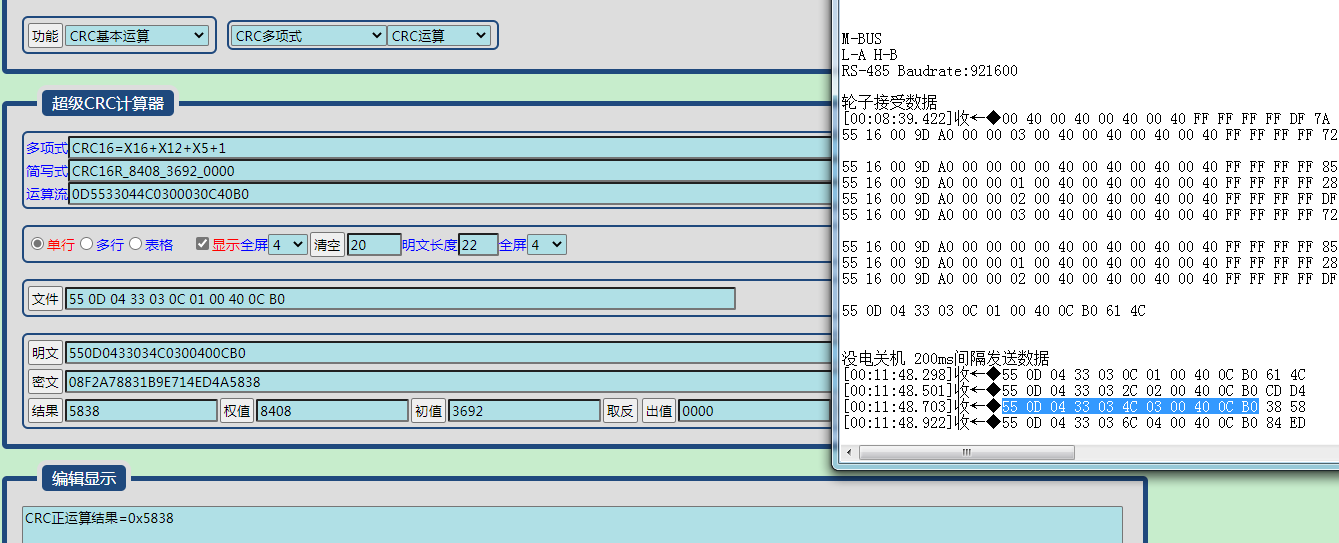 功能 CRC基本运算 CRC多项式 CRC运算
超级CRC计算器
多项式 CRC16=X16+X12+X5+1
简写式 CRC16R_8408_3692_0000
运算流 0D5533044C0300030C40B0
单行 多行 表格 显示全屏 4 清空 20 明文长度 22 全屏 4
文件 55 0D 04 33 03 0C 01 00 40 0C B0
明文 550D0433034C0300400CB0
密文 08F2A78831B9E714ED4A5838
结果 5838 权值 8408 初值 3692 取反 出值 0000
编辑显示
CRC正运算结果=0x5838
M-BUS
L-A H-B
RS-485 Baudrate:921600
轮子接受数据
[00:08:39.422]收←◆00 40 00 40 00 40 00 40 FF FF FF FF DF 7A
55 16 00 9D A0 00 00 03 00 40 00 40 00 40 00 40 FF FF FF FF 72
55 16 00 9D A0 00 00 00 00 40 00 40 00 40 00 40 FF FF FF FF 85
55 16 00 9D A0 00 00 01 00 40 00 40 00 40 00 40 FF FF FF FF 28
55 16 00 9D A0 00 00 02 00 40 00 40 00 40 00 40 FF FF FF FF DF
55 16 00 9D A0 00 00 03 00 40 00 40 00 40 00 40 FF FF FF FF 72
55 16 00 9D A0 00 00 00 00 40 00 40 00 40 00 40 FF FF FF FF 85
55 16 00 9D A0 00 00 01 00 40 00 40 00 40 00 40 FF FF FF FF 28
55 16 00 9D A0 00 00 02 00 40 00 40 00 40 00 40 FF FF FF FF DF
55 0D 04 33 03 0C 01 00 40 0C B0 61 4C
没电关机 200ms间隔发送数据
[00:11:48.298]收←◆55 0D 04 33 03 0C 01 00 40 0C B0 61 4C
[00:11:48.501]收←◆55 0D 04 33 03 2C 02 00 40 0C B0 CD D4
[00:11:48.703]收←◆55 0D 04 33 03 4C 03 00 40 0C B0 38 58
[00:11:48.922]收←◆55 0D 04 33 03 6C 04 00 40 0C B0 84 ED